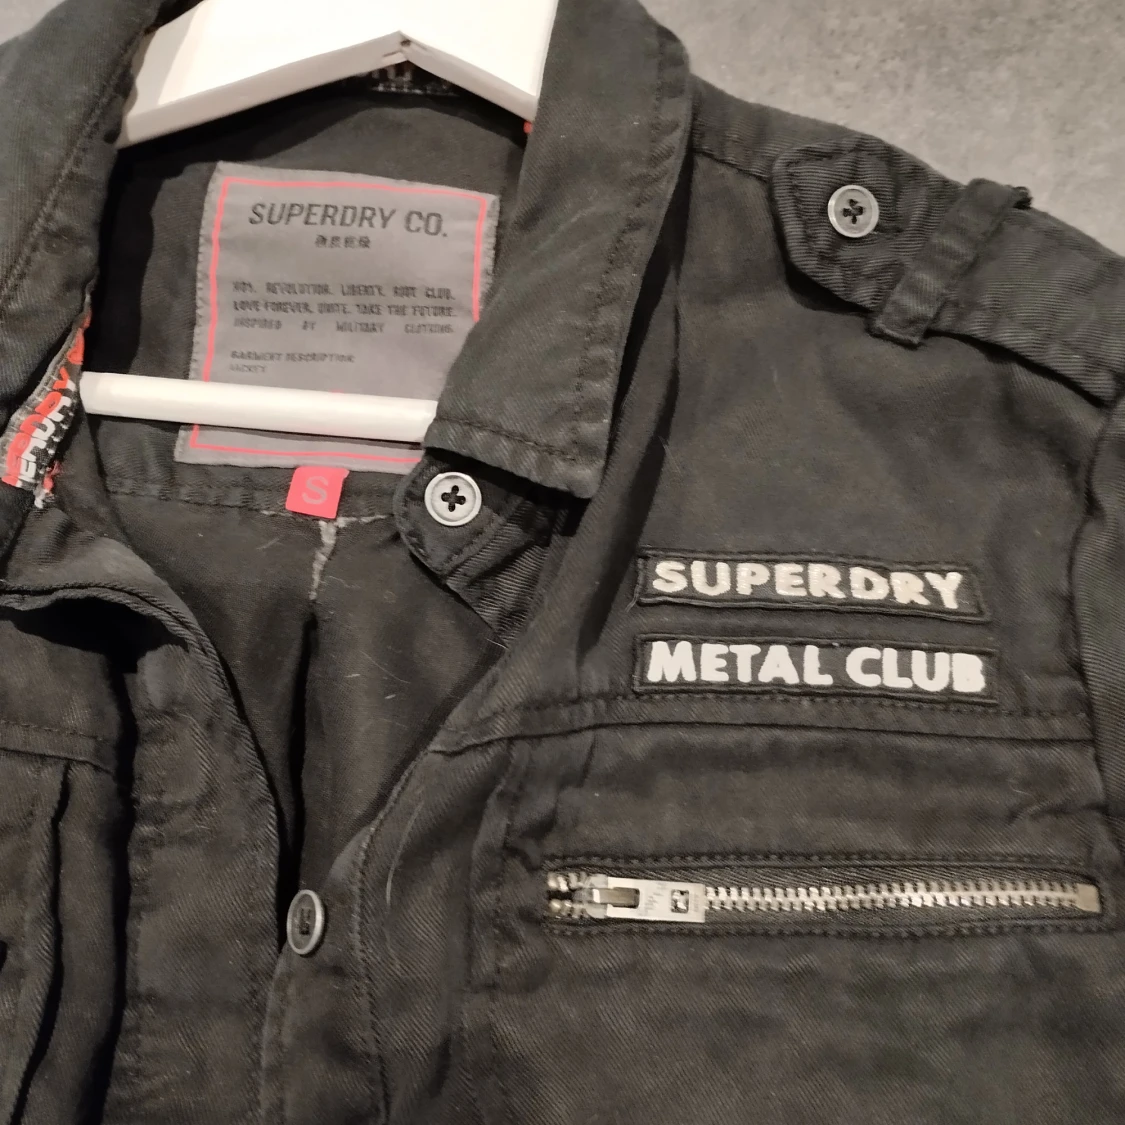 SUPERDRY CO.
REVOLUTION. LIBERTY. RIOT CLUB.
LOVE FOREVER. UNITE. TAKE THE FUTURE.
INSPIRED BY MILITARY CLOTHING
GARMENT DESCRIPTION
JACKET
S
SUPERDRY
METAL CLUB